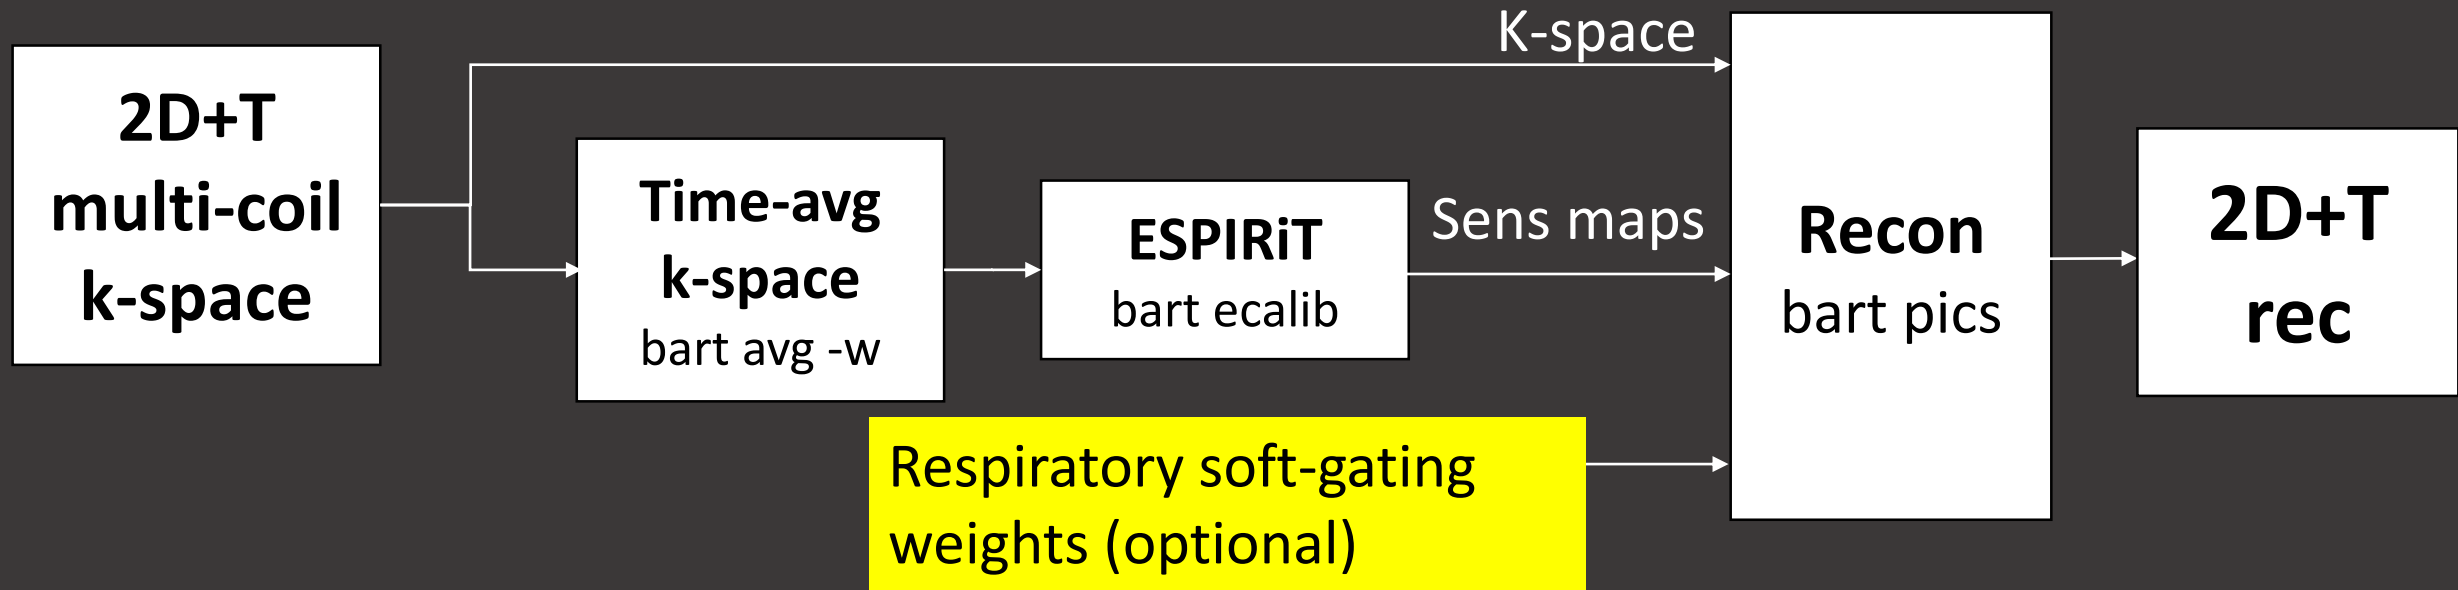 2D+T
multi-coil
k-space
Time-avg
k-space
bart avg -w
ESPIRiT
bart ecalib
K-space
Sens maps
Respiratory soft-gating
weights (optional)
Recon
bart pics
2D+T
rec